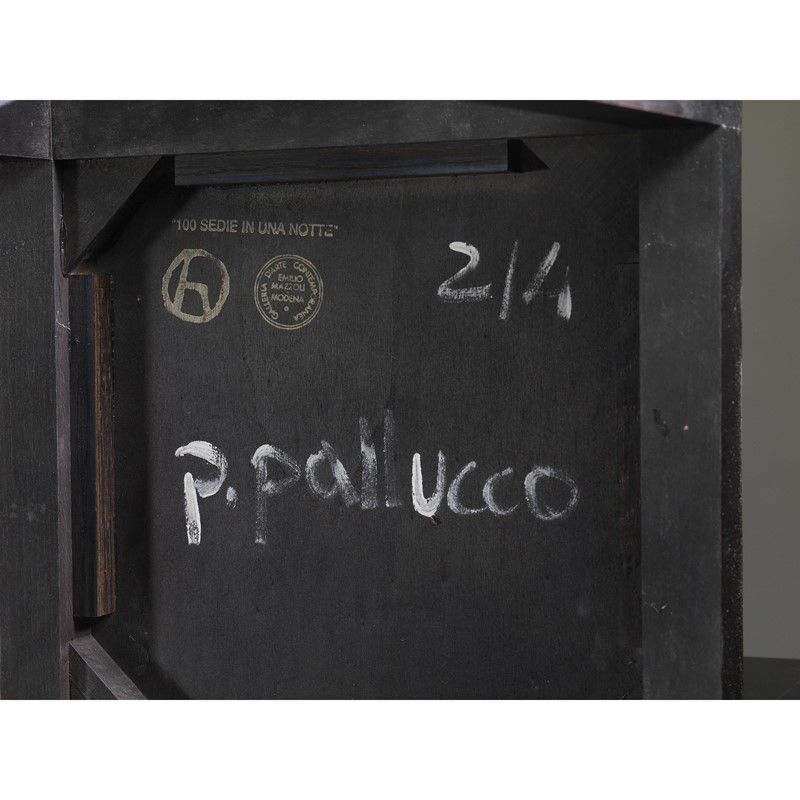 "100 SEDIE IN UNA NOTTE"
2/4
GALLERIA D'ARTE CONTEMPORANEA
EMILIO
MAZZOLI
MODENA
p.pallucco